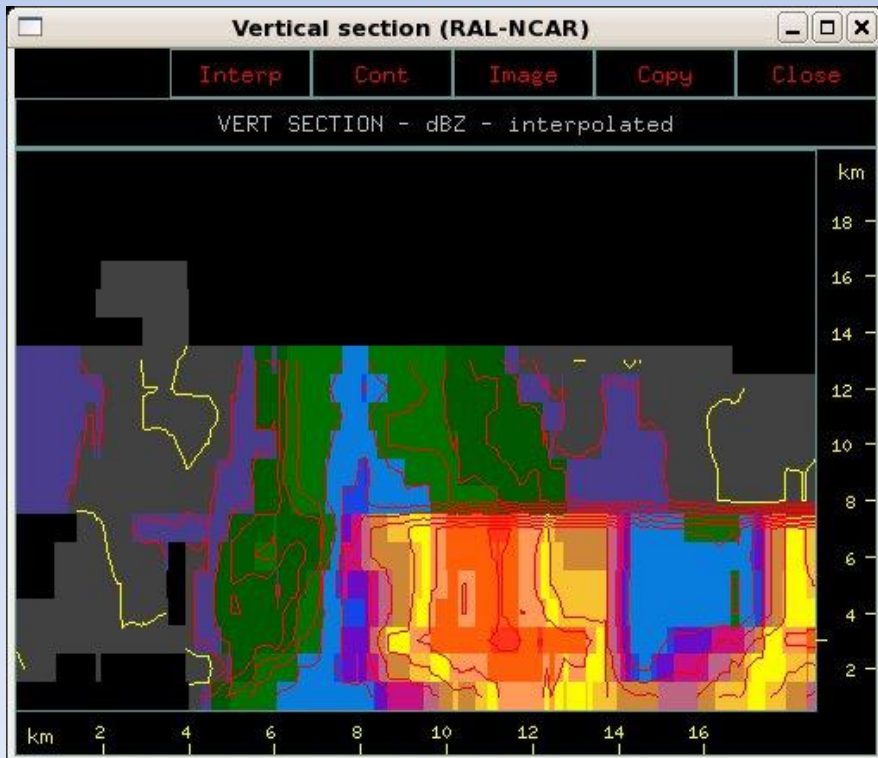 Vertical section (RAL-NCAR)
Interp Cont Image Copy Close
VERT SECTION - dBZ - interpolated
km
18
16
14
12
10
8
6
4
2
km 2 4 6 8 10 12 14 16